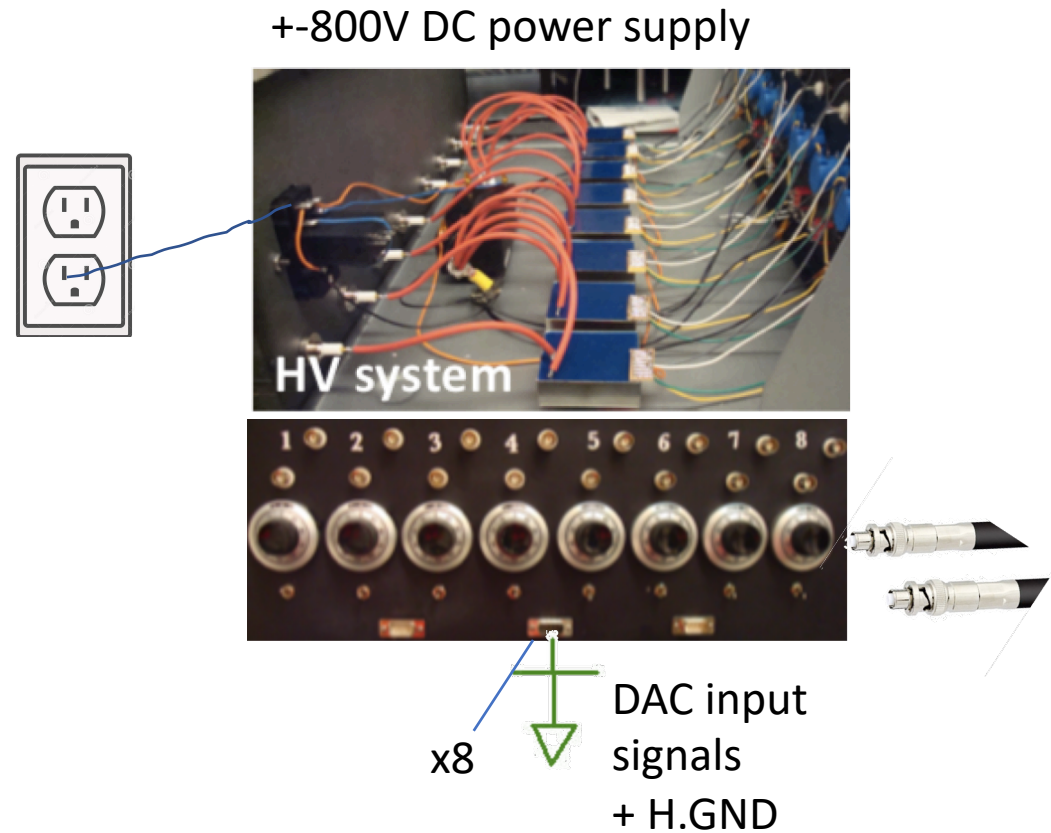 +-800V DC power supply
HV system
1 2 3 4 5 6 7 8
x8
DAC input
signals
+ H.GND